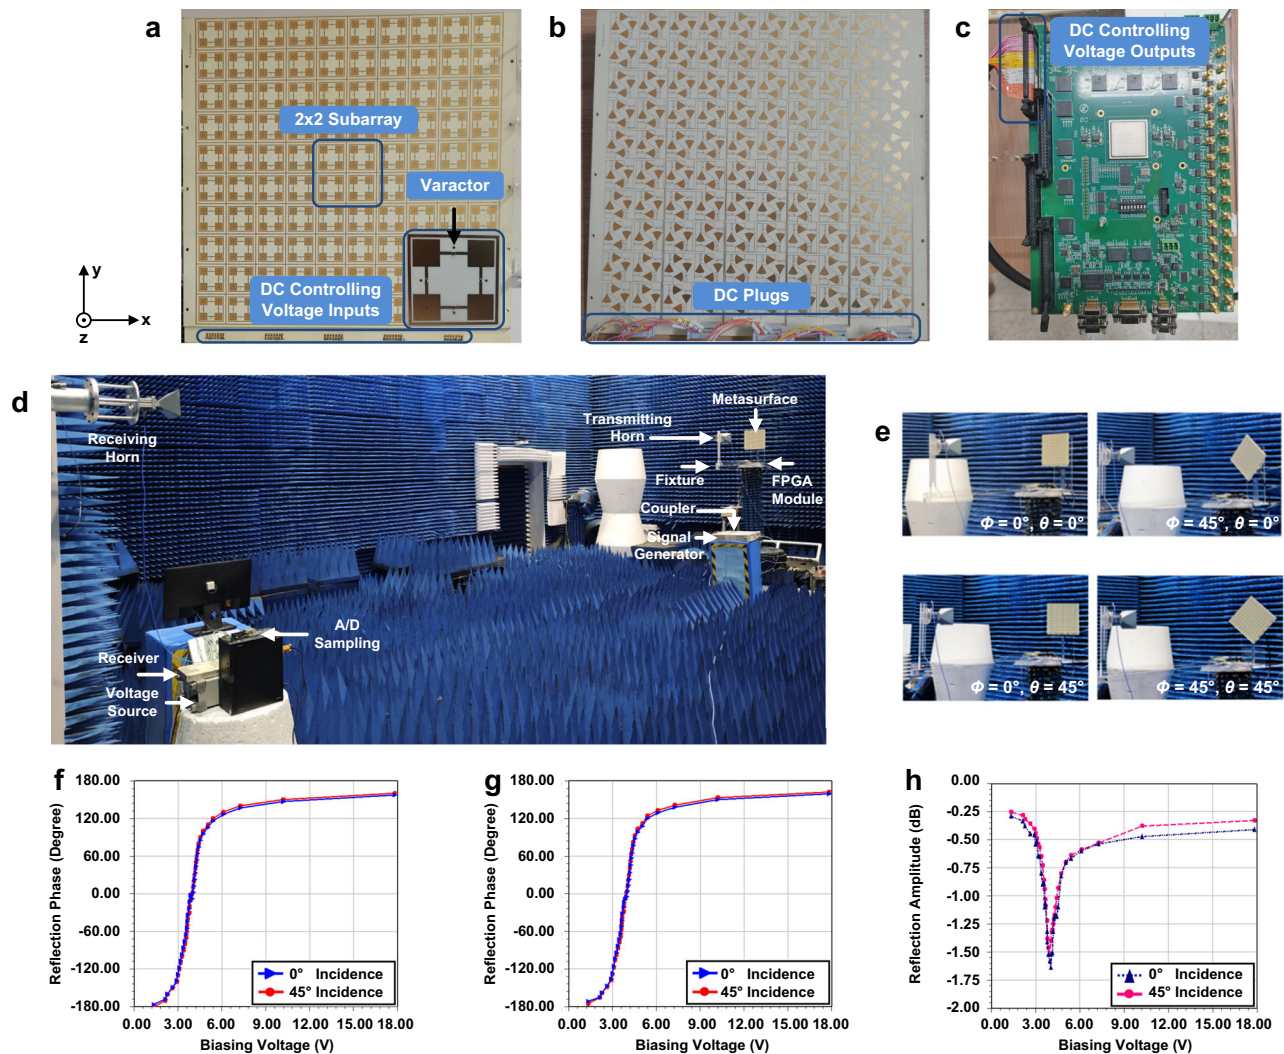 a
2x2 Subarray
Varactor
DC Controlling
Voltage Inputs
y
x
z
b
DC Plugs
c
DC Controlling
Voltage Outputs
d
Receiving
Horn
Transmitting
Horn
Metasurface
Fixture
FPGA
Module
Coupler
Signal
Generator
A/D
Sampling
Receiver
Voltage
Source
e
Φ = 0°, θ = 0°
Φ = 45°, θ = 0°
Φ = 0°, θ = 45°
Φ = 45°, θ = 45°
f
Reflection Phase (Degree)
180.00
120.00
60.00
0.00
-60.00
-120.00
-180.00
0° Incidence
45° Incidence
0.00 3.00 6.00 9.00 12.00 15.00 18.00
Biasing Voltage (V)
g
Reflection Phase (Degree)
180.00
120.00
60.00
0.00
-60.00
-120.00
-180.00
0° Incidence
45° Incidence
0.00 3.00 6.00 9.00 12.00 15.00 18.00
Biasing Voltage (V)
h
Reflection Amplitude (dB)
0.00
-0.25
-0.50
-0.75
-1.00
-1.25
-1.50
-1.75
-2.00
0° Incidence
45° Incidence
0.00 3.00 6.00 9.00 12.00 15.00 18.00
Biasing Voltage (V)